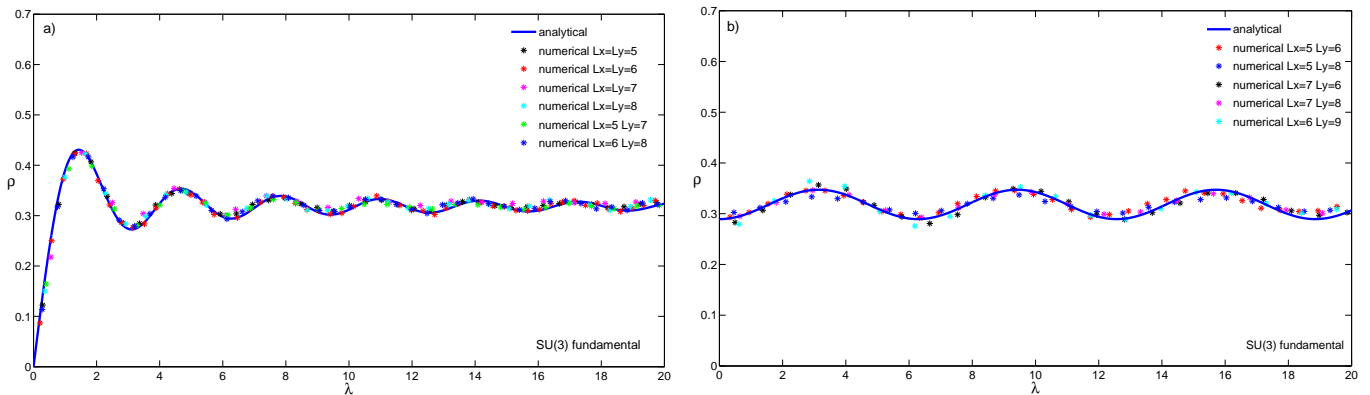 a)
analytical
numerical Lx=Ly=5
numerical Lx=Ly=6
numerical Lx=Ly=7
numerical Lx=Ly=8
numerical Lx=5 Ly=7
numerical Lx=6 Ly=8
0.7
0.6
0.5
0.4
0.3
0.2
0.1
0
ρ
SU(3) fundamental
0 2 4 6 8 10 12 14 16 18 20
λ
b)
analytical
numerical Lx=5 Ly=6
numerical Lx=5 Ly=8
numerical Lx=7 Ly=6
numerical Lx=7 Ly=8
numerical Lx=6 Ly=9
0.7
0.6
0.5
0.4
0.3
0.2
0.1
0
ρ
SU(3) fundamental
0 2 4 6 8 10 12 14 16 18 20
λ